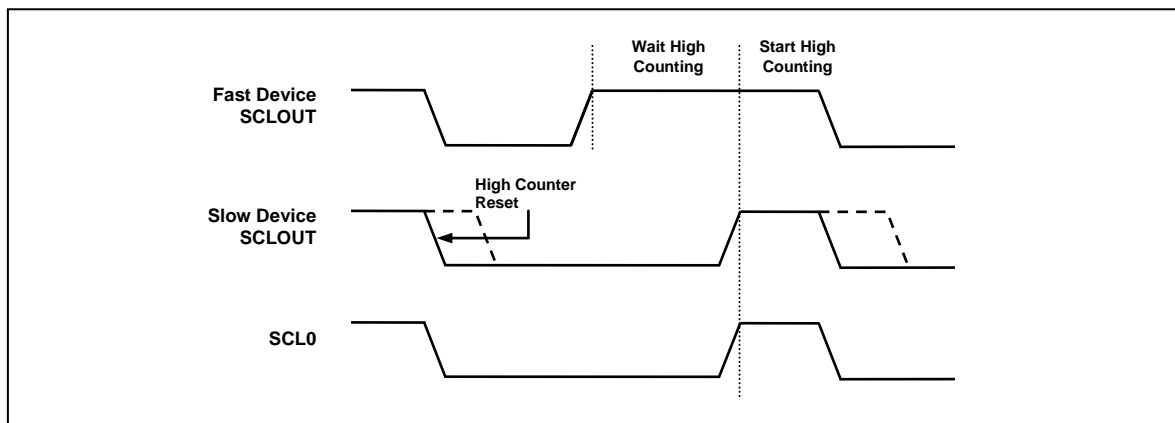 Wait High
Counting
Start High
Counting
Fast Device
SCLOUT
High Counter
Reset
Slow Device
SCLOUT
SCL0